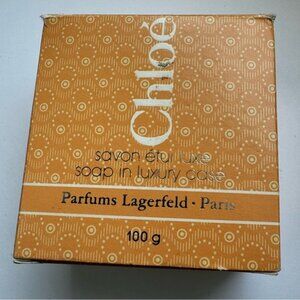 Chloé
savon étui luxe
soap in luxury case
Parfums Lagerfeld · Paris
100 g